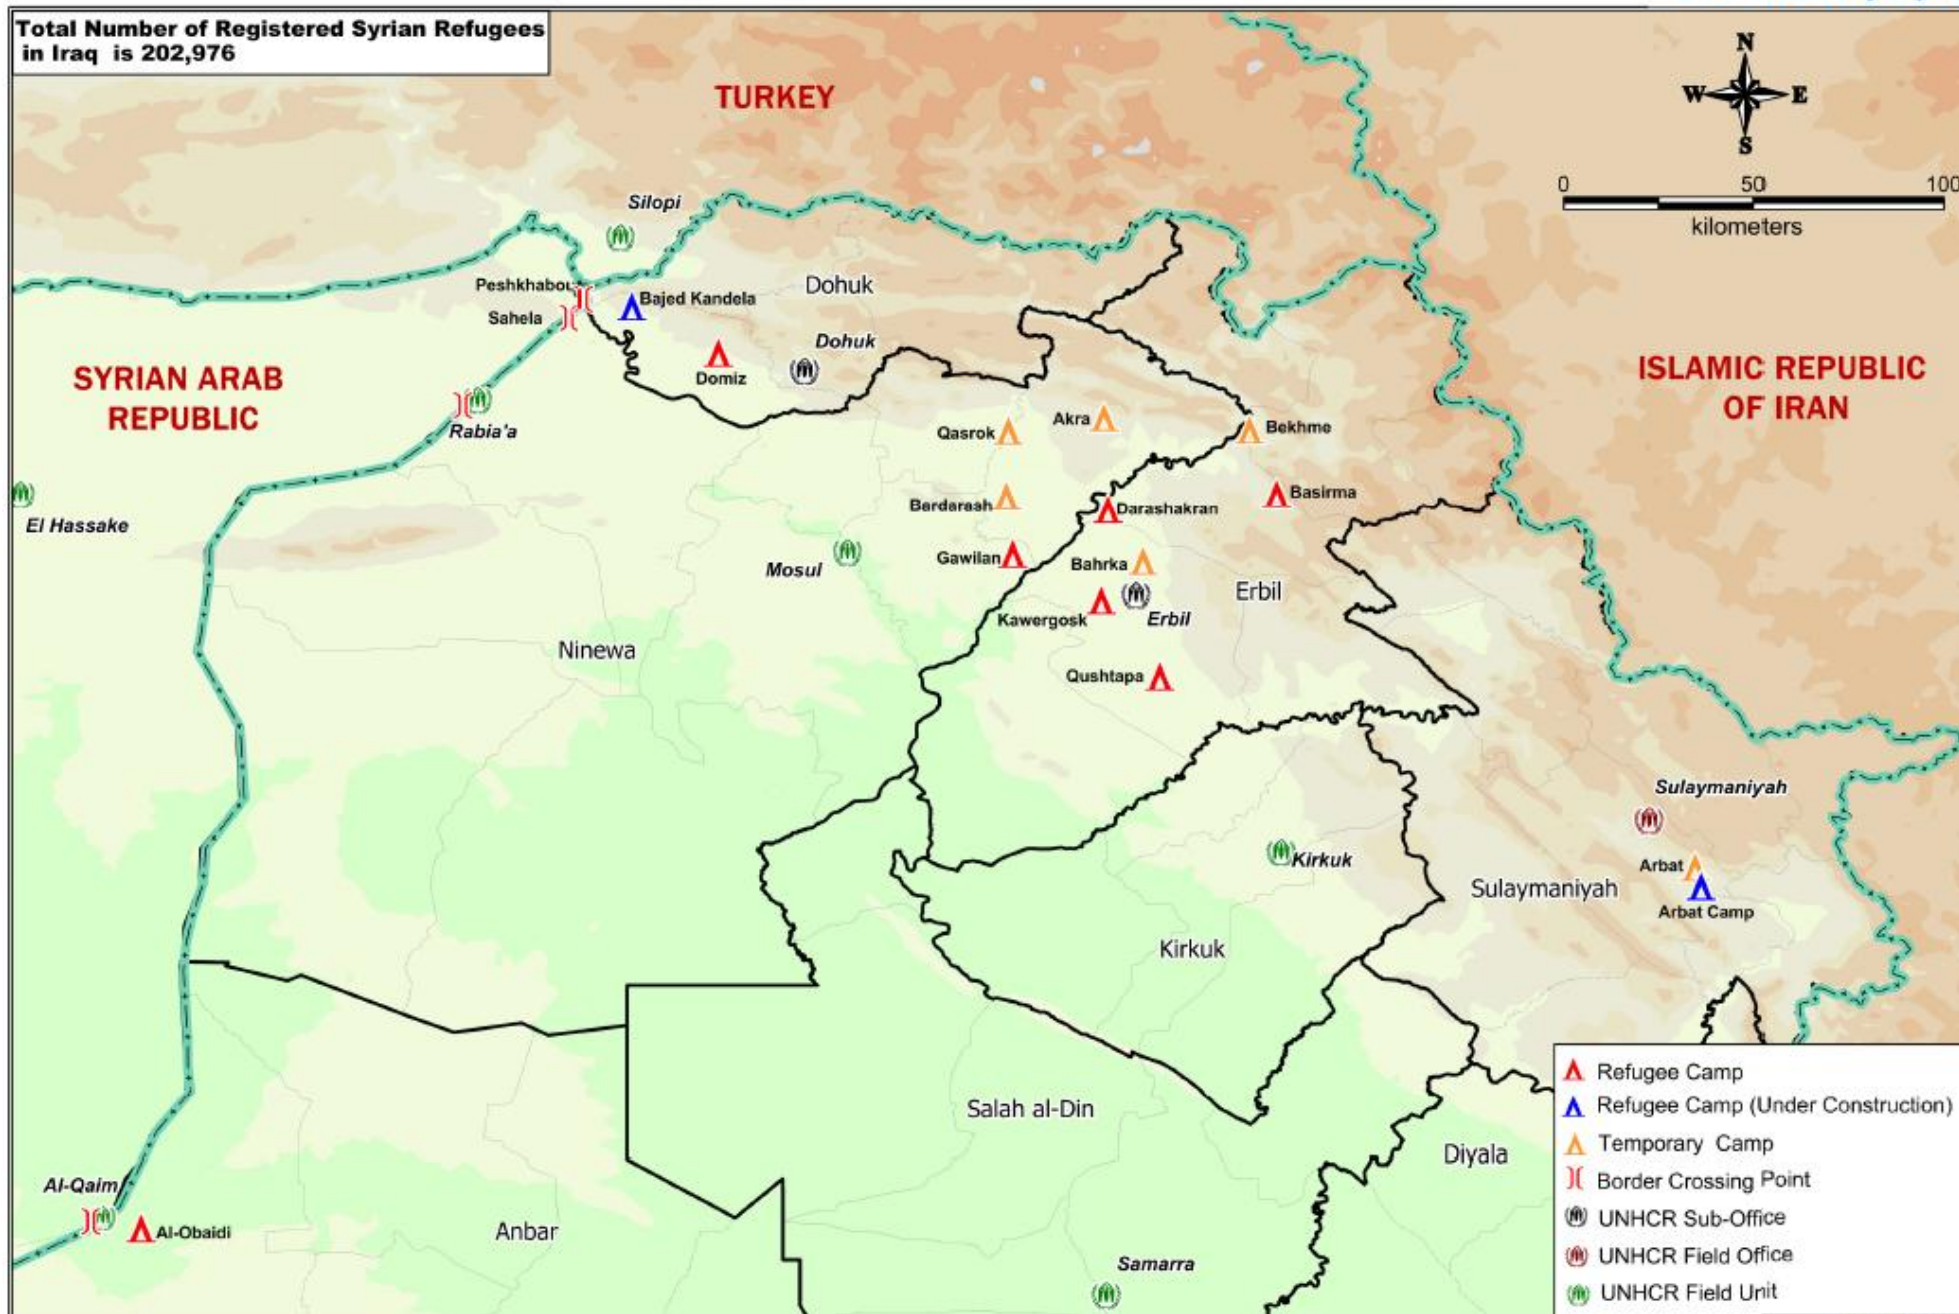 Total Number of Registered Syrian Refugees
in Iraq is 202,976
TURKEY
N
W E
S
0 50 100
kilometers
Silopi
Peshkhabou
Sahela
Bajed Kandela
Dohuk
Dohuk
Domiz
SYRIAN ARAB
REPUBLIC
ISLAMIC REPUBLIC
OF IRAN
Rabia'a
Qasrok
Akra
Bekhme
El Hassake
Bardaraah
Darashakran
Basirma
Mosul
Gawilan
Bahrka
Erbil
Kawergosk
Erbil
Ninewa
Qushtapa
Sulaymaniyah
Kirkuk
Arbat
Sulaymaniyah
Arbat Camp
Kirkuk
Salah al-Din
Diyala
Al-Qaim
Al-Obaidi
Anbar
Samarra
Refugee Camp
Refugee Camp (Under Construction)
Temporary Camp
Border Crossing Point
UNHCR Sub-Office
UNHCR Field Office
UNHCR Field Unit